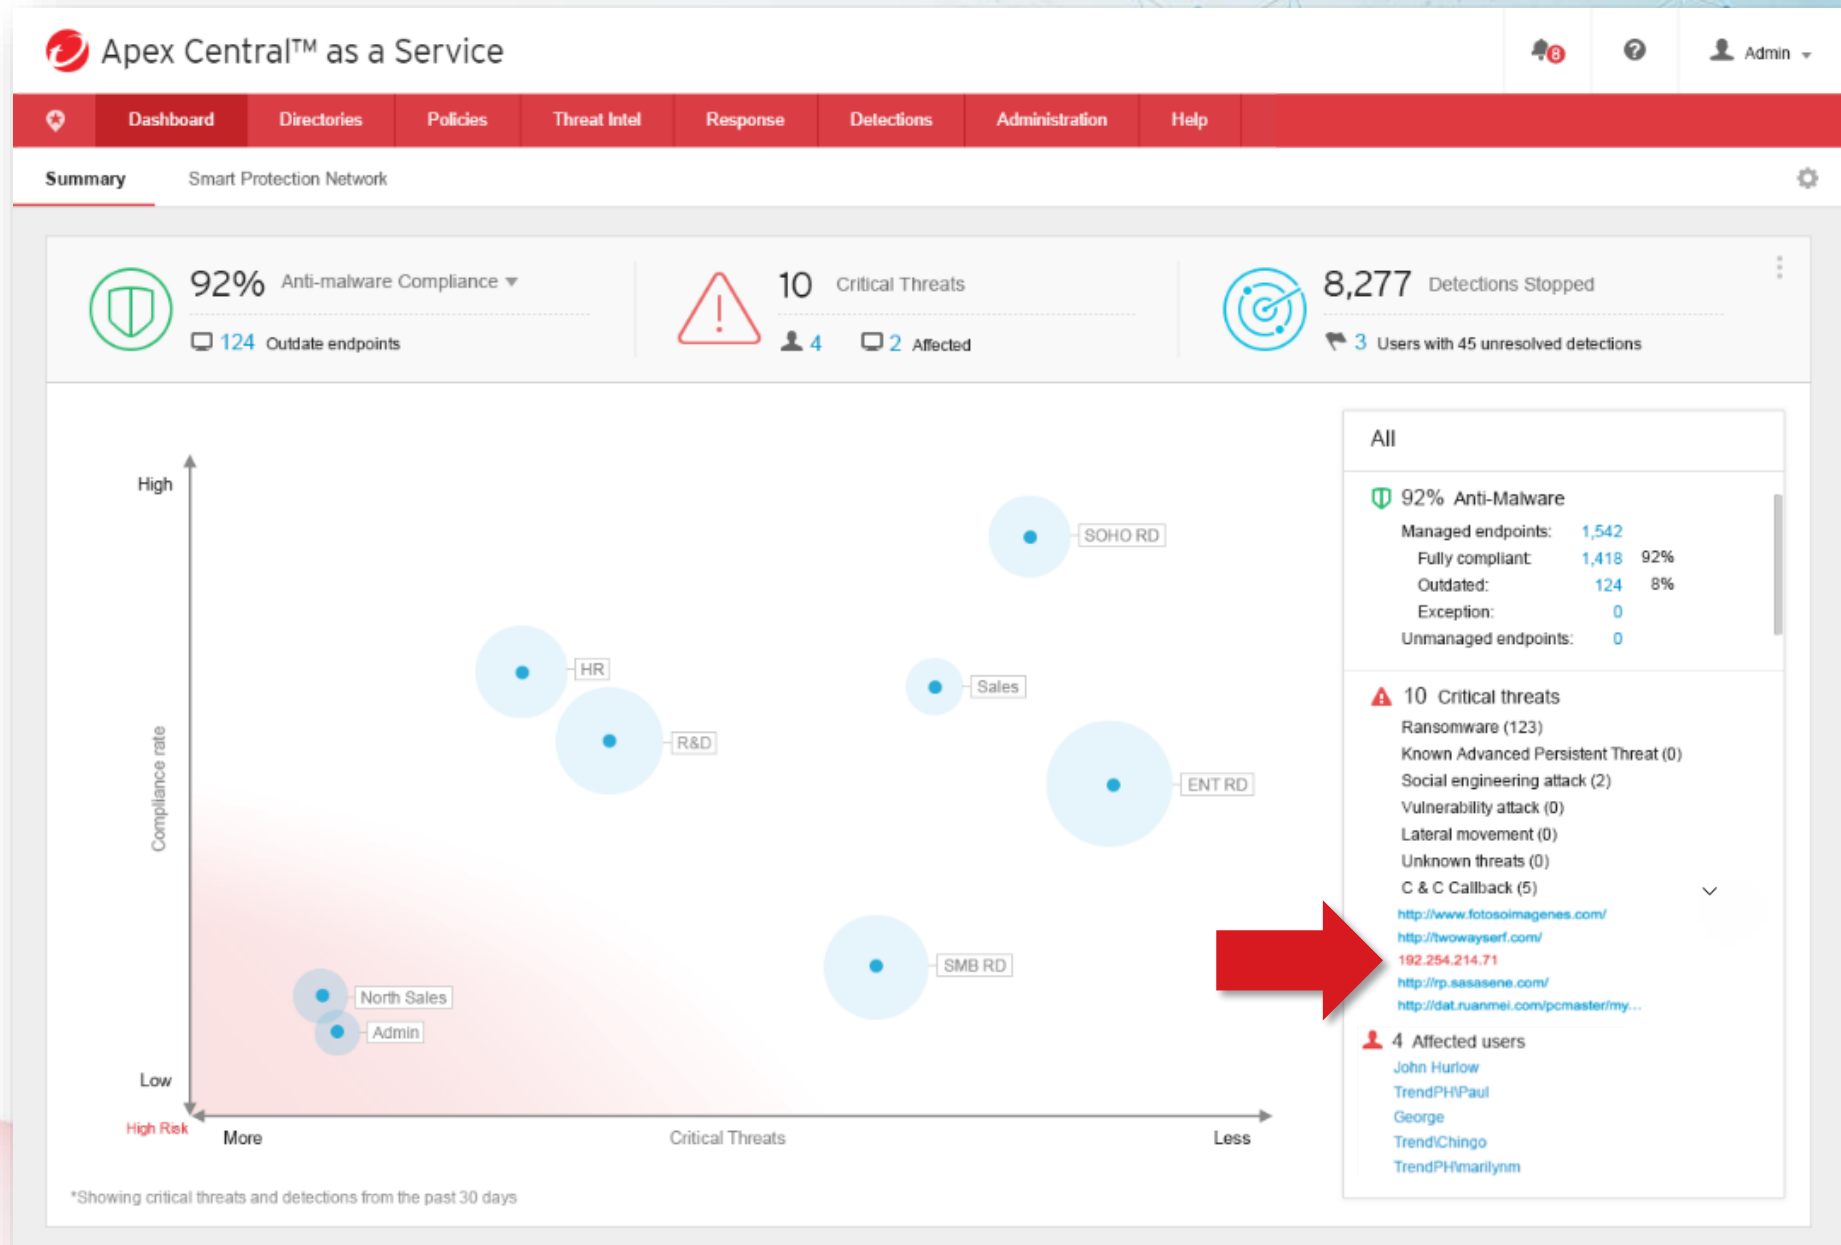 Apex Central™ as a Service
8
Admin
Dashboard
Directories
Policies
Threat Intel
Response
Detections
Administration
Help
Summary
Smart Protection Network
92% Anti-malware Compliance
124 Outdate endpoints
10 Critical Threats
4 2 Affected
8,277 Detections Stopped
3 Users with 45 unresolved detections
High
Compliance rate
Low
High Risk
More
Critical Threats
Less
SOHO RD
HR
Sales
R&D
ENT RD
SMB RD
North Sales
Admin
*Showing critical threats and detections from the past 30 days
All
92% Anti-Malware
Managed endpoints: 1,542
Fully compliant: 1,418 92%
Outdated: 124 8%
Exception: 0
Unmanaged endpoints: 0
10 Critical threats
Ransomware (123)
Known Advanced Persistent Threat (0)
Social engineering attack (2)
Vulnerability attack (0)
Lateral movement (0)
Unknown threats (0)
C & C Callback (5)
http://www.fotosoimagenes.com/
http://twowayserf.com/
192.254.214.71
http://rp.sasasene.com/
http://dat.ruanmei.com/pcmaster/my...
4 Affected users
John Hurlow
TrendPH\Paul
George
Trend\Chingo
TrendPH\marilynm